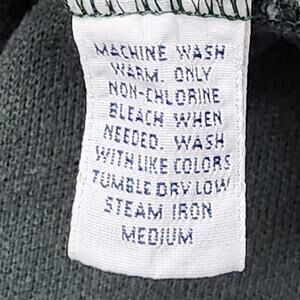 MACHINE WASH
WARM. ONLY
NON-CHLORINE
BLEACH WHEN
NEEDED. WASH
WITH LIKE COLORS
TUMBLE DRY LOW
STEAM IRON
MEDIUM